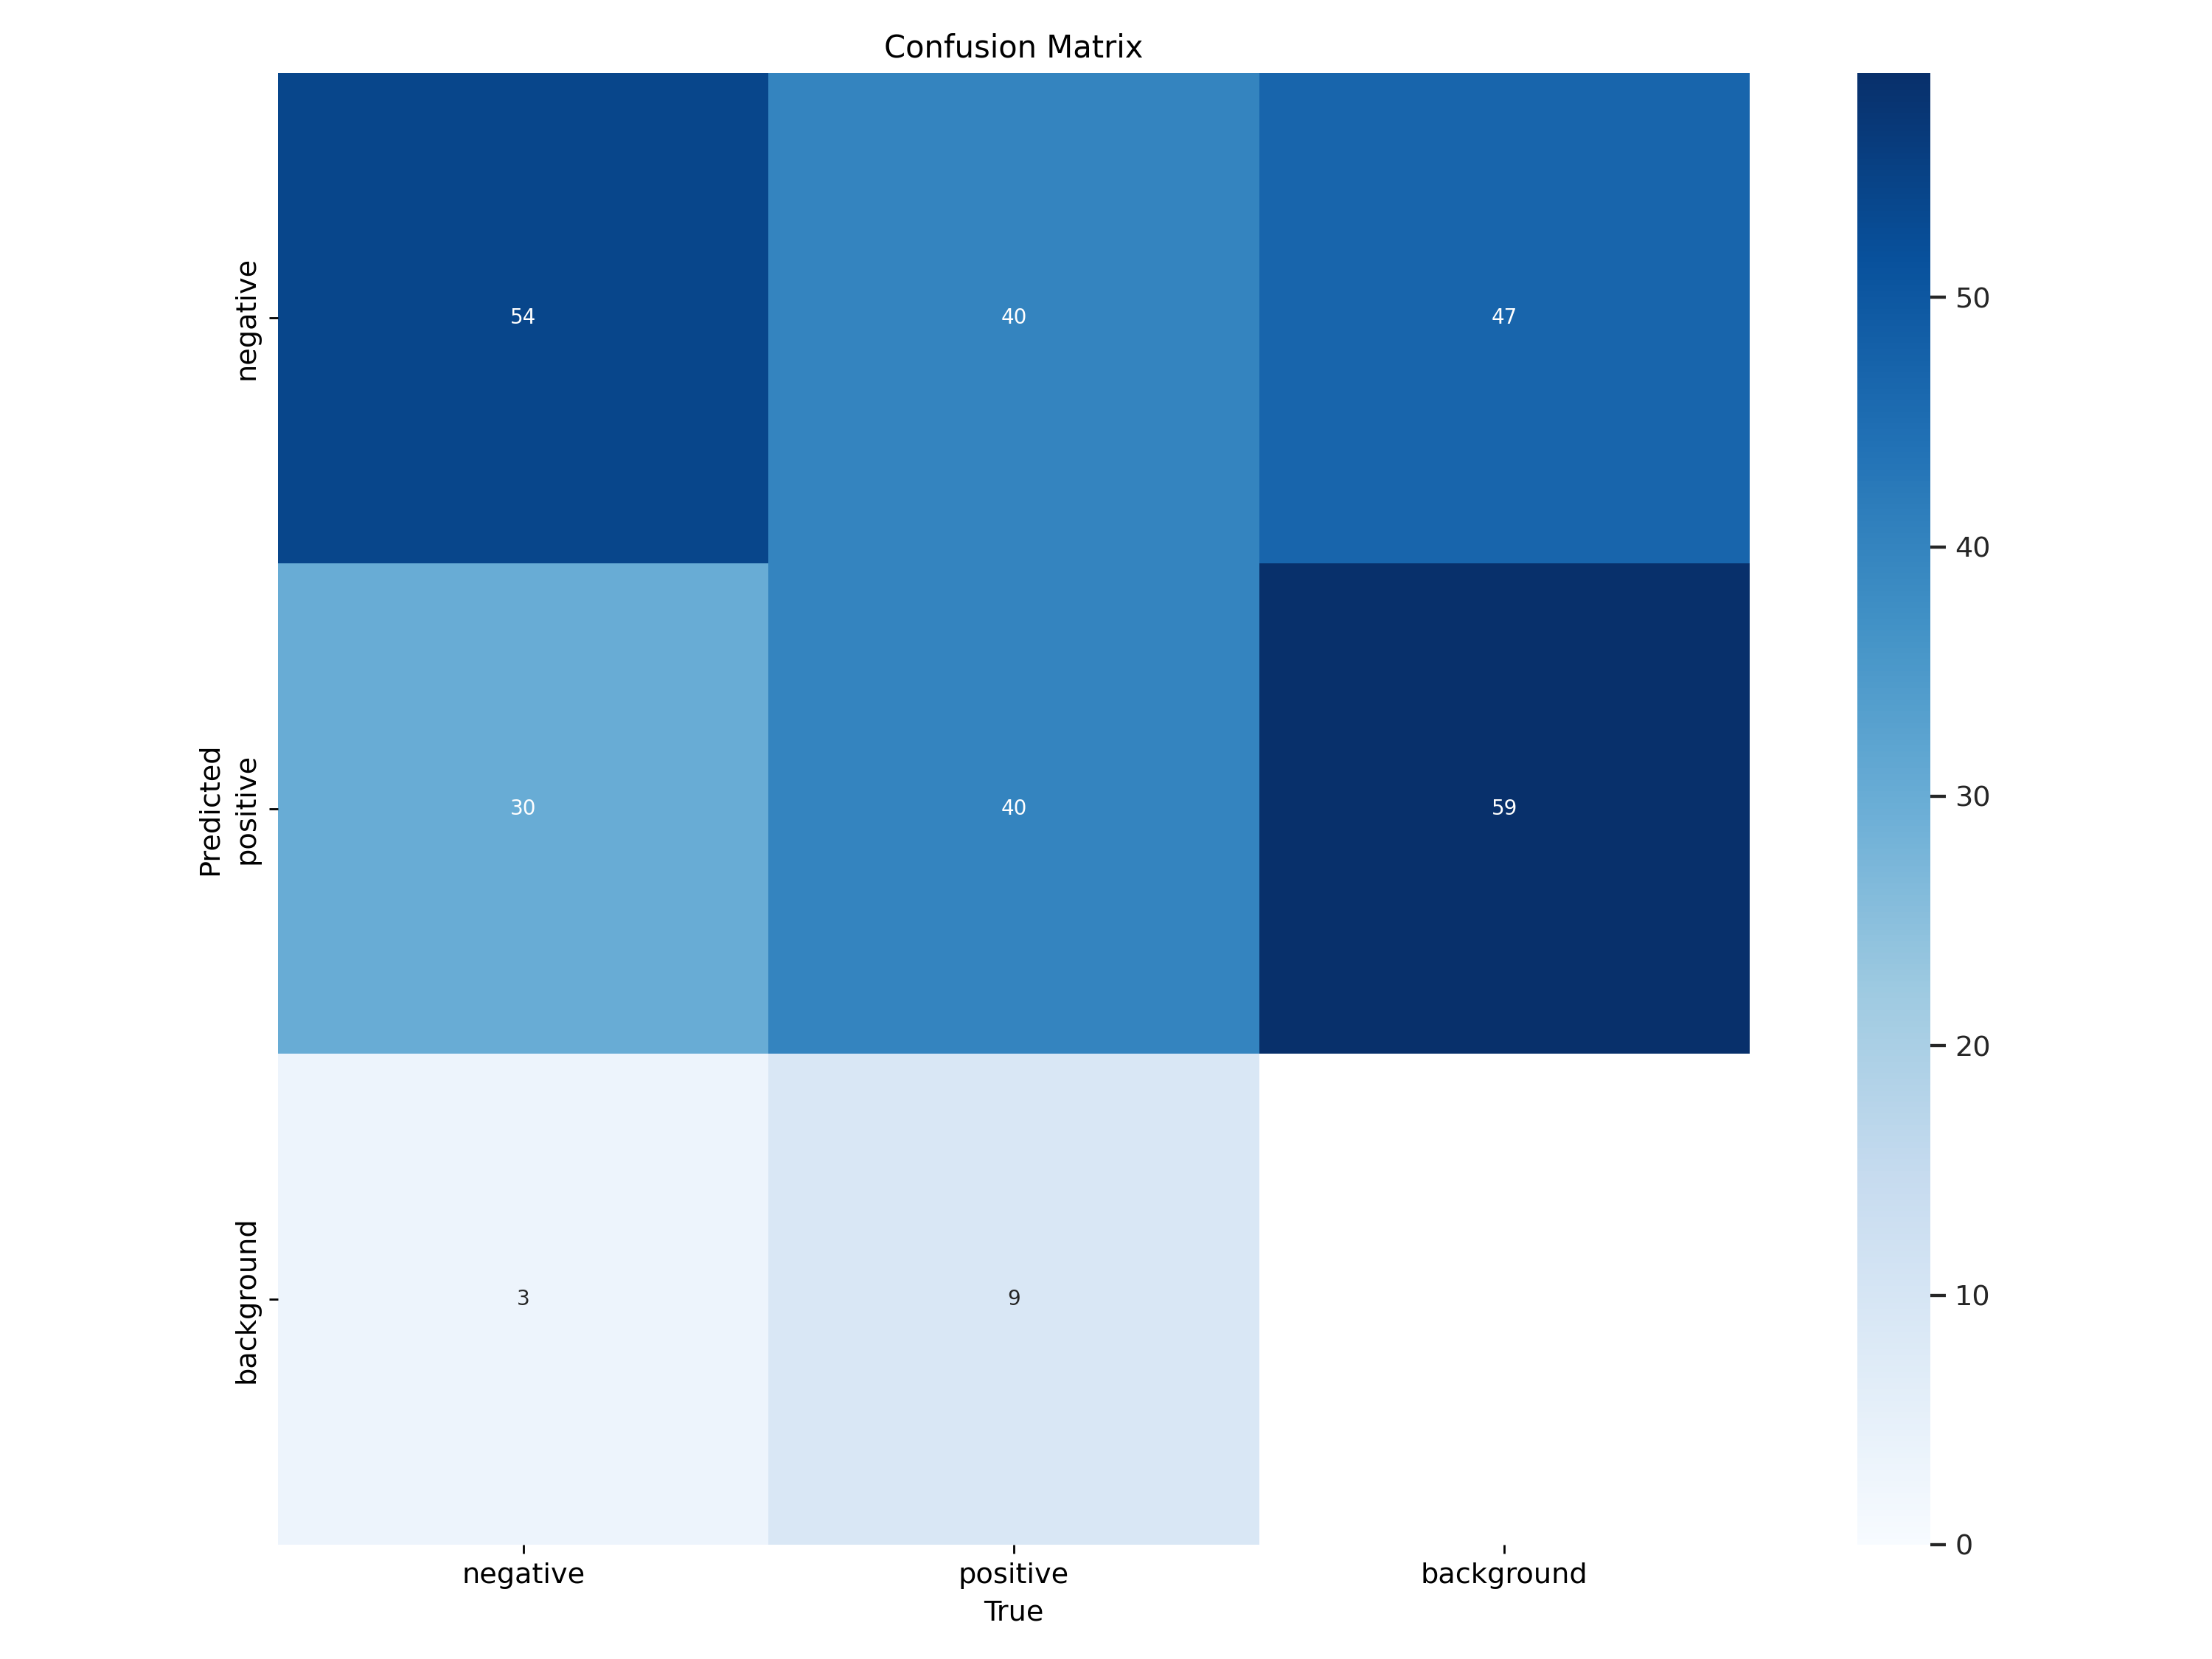 Confusion Matrix
negative
54 40 47
50
40
Predicted
positive
30 40 59
30
20
background
3 9
10
0
negative positive background
True